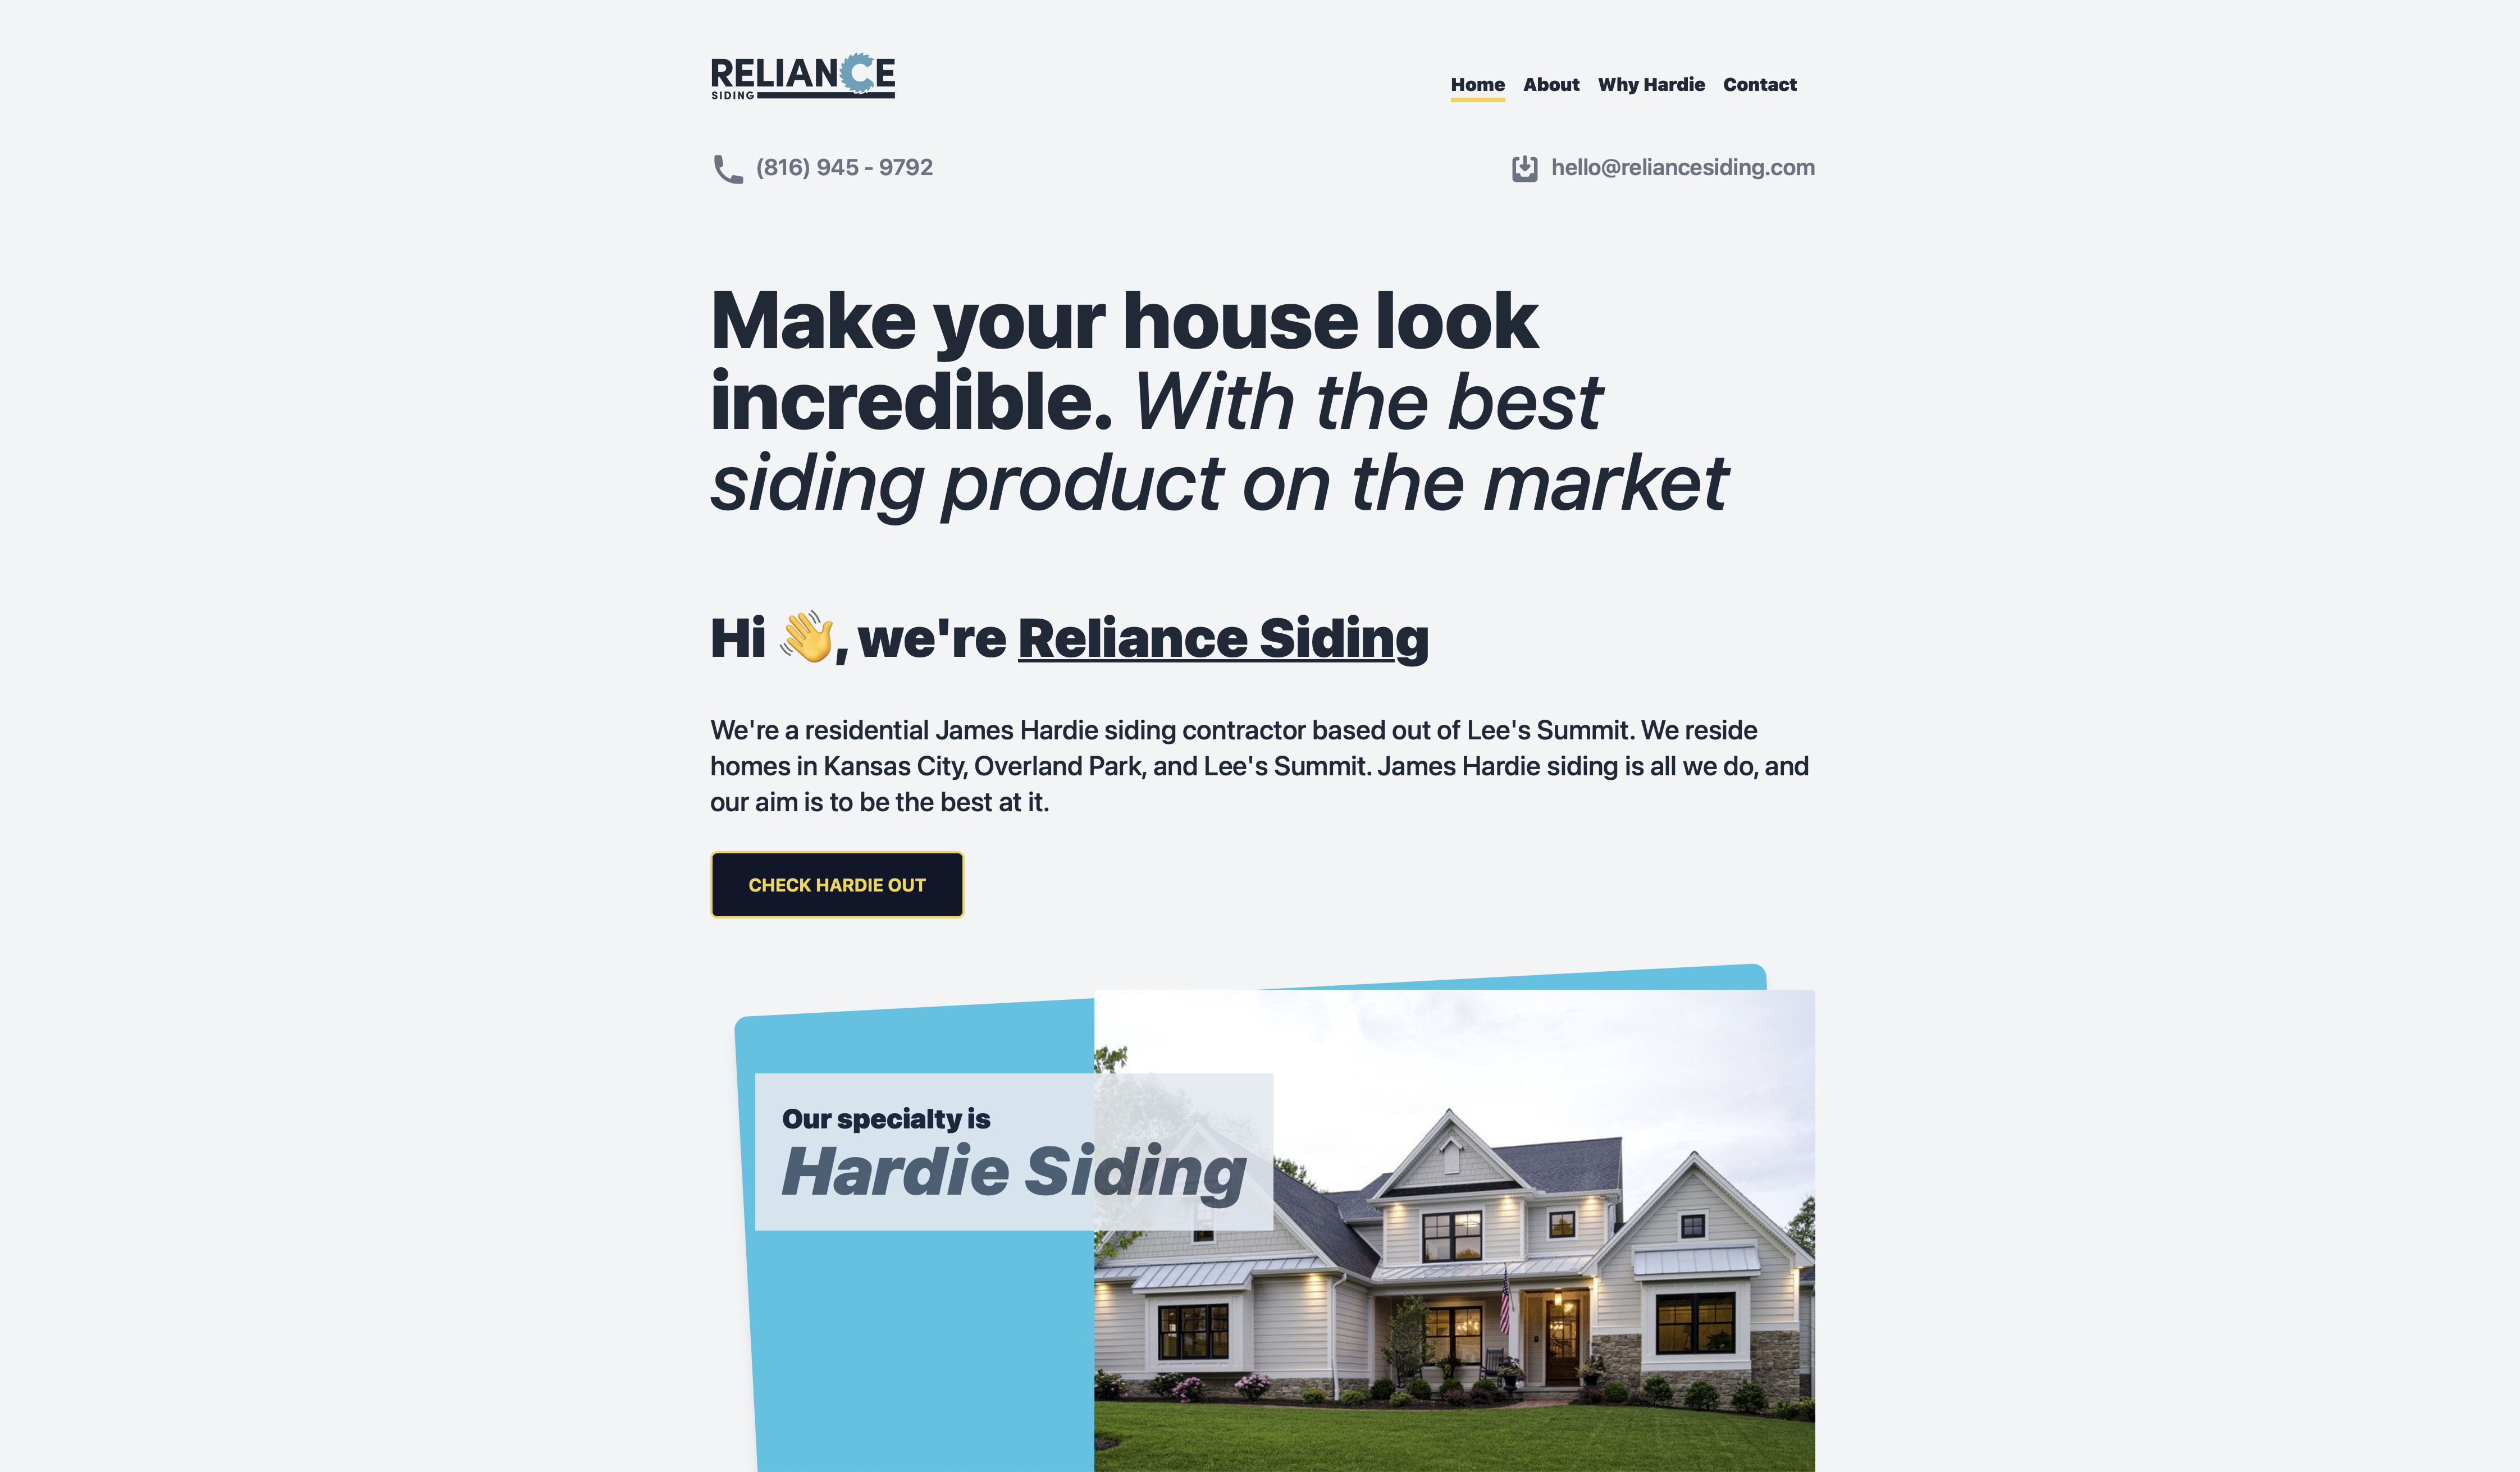 RELIANCE
SIDING
Home About Why Hardie Contact
(816) 945 - 9792
hello@reliancesiding.com
Make your house look
incredible. With the best
siding product on the market
Hi 👋, we're Reliance Siding
We're a residential James Hardie siding contractor based out of Lee's Summit. We reside
homes in Kansas City, Overland Park, and Lee's Summit. James Hardie siding is all we do, and
our aim is to be the best at it.
CHECK HARDIE OUT
Our specialty is
Hardie Siding